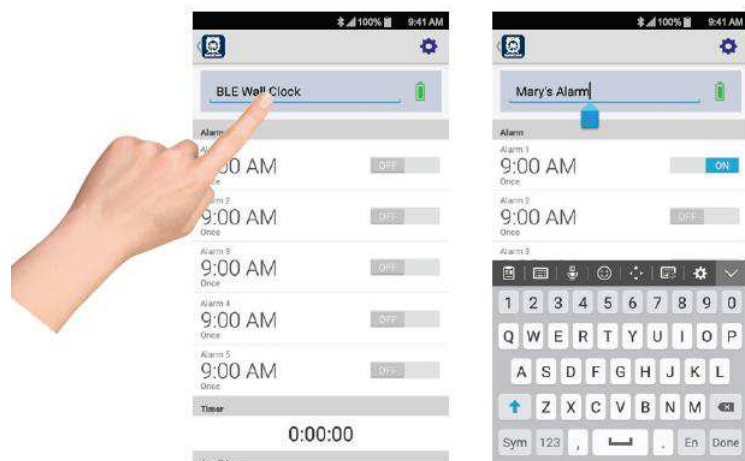 100% 9:41 AM
BLE Wall Clock
Alarm
9:00 AM
OFF
Once
Alarm 2
9:00 AM
OFF
Once
Alarm 3
9:00 AM
OFF
Once
Alarm 4
9:00 AM
OFF
Once
Alarm 5
9:00 AM
OFF
Once
Timer
0:00:00
100% 9:41 AM
Mary's Alarm
Alarm
Alarm 1
9:00 AM
ON
Once
Alarm 2
9:00 AM
OFF
Once
Alarm 3
1 2 3 4 5 6 7 8 9 0
Q W E R T Y U I O P
A S D F G H J K L
Z X C V B N M
Sym 123 , . En Done